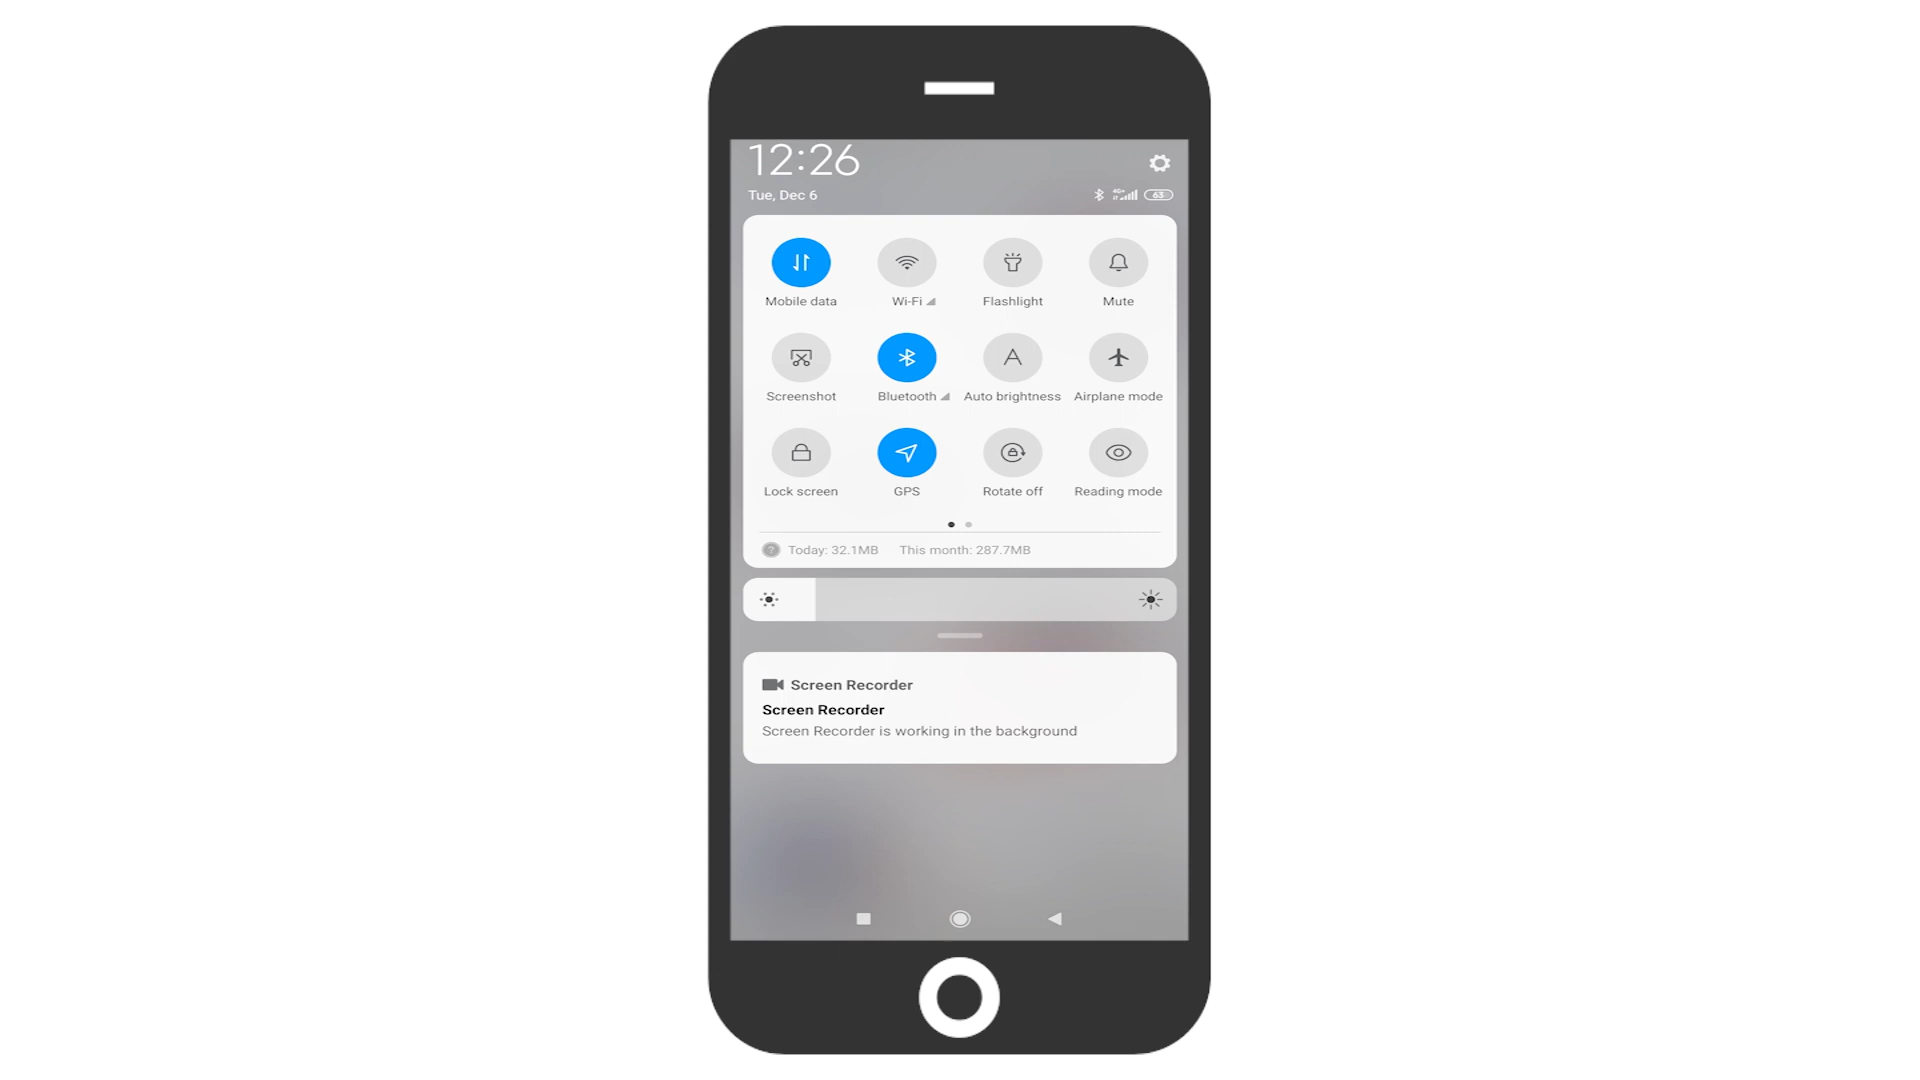 12:26
Tue, Dec 6
4G+
63
Mobile data
Wi-Fi
Flashlight
Mute
Screenshot
Bluetooth
A
Auto brightness
Airplane mode
Lock screen
GPS
Rotate off
Reading mode
? Today: 32.1MB This month: 287.7MB
Screen Recorder
Screen Recorder
Screen Recorder is working in the background